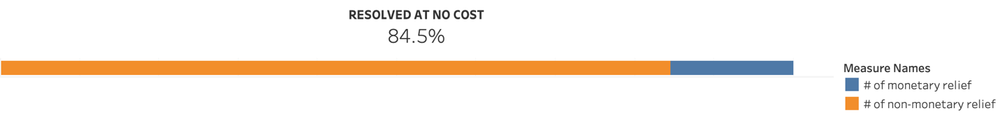 RESOLVED AT NO COST
84.5%
Measure Names
# of monetary relief
# of non-monetary relief